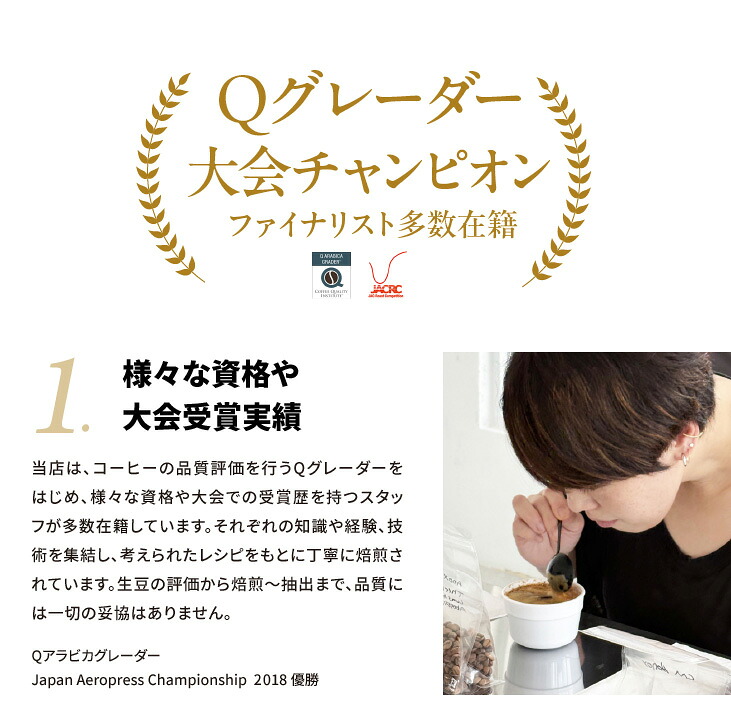 Qグレーダー
大会チャンピオン
ファイナリスト多数在籍
Q ARABICA
GRADER
COFFEE QUALITY
INSTITUTE
JACRC
JAC Roast Competition
1.
様々な資格や
大会受賞実績
当店は、コーヒーの品質評価を行うQグレーダーを
はじめ、様々な資格や大会での受賞歴を持つスタッ
フが多数在籍しています。それぞれの知識や経験、技
術を集結し、考えられたレシピをもとに丁寧に焙煎さ
れています。生豆の評価から焙煎〜抽出まで、品質に
は一切の妥協はありません。
Qアラビカグレーダー
Japan Aeropress Championship 2018 優勝